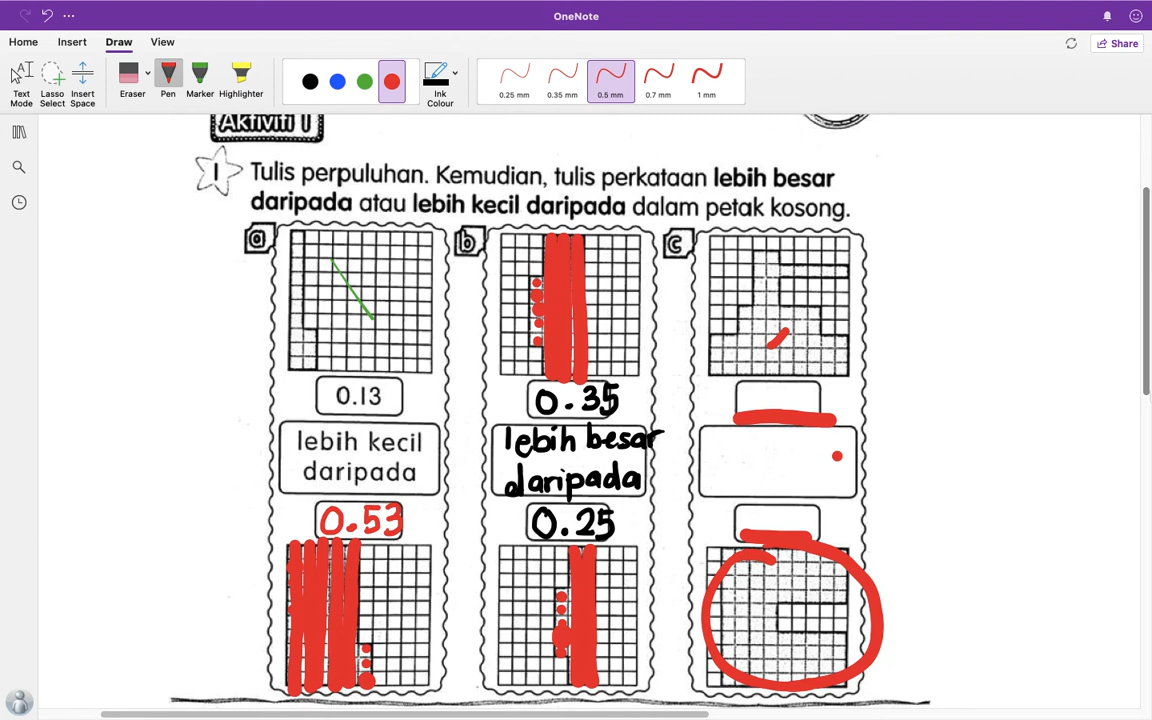 OneNote
Home Insert Draw View
Share
Text Mode
Lasso Select
Insert Space
Eraser
Pen
Marker
Highlighter
Ink Colour
0.25 mm
0.35 mm
0.5 mm
0.7 mm
1 mm
Aktiviti 1
1 Tulis perpuluhan. Kemudian, tulis perkataan lebih besar
daripada atau lebih kecil daripada dalam petak kosong.
a
b
c
0.13
lebih kecil
daripada
0.53
0.35
lebih besar
daripada
0.25